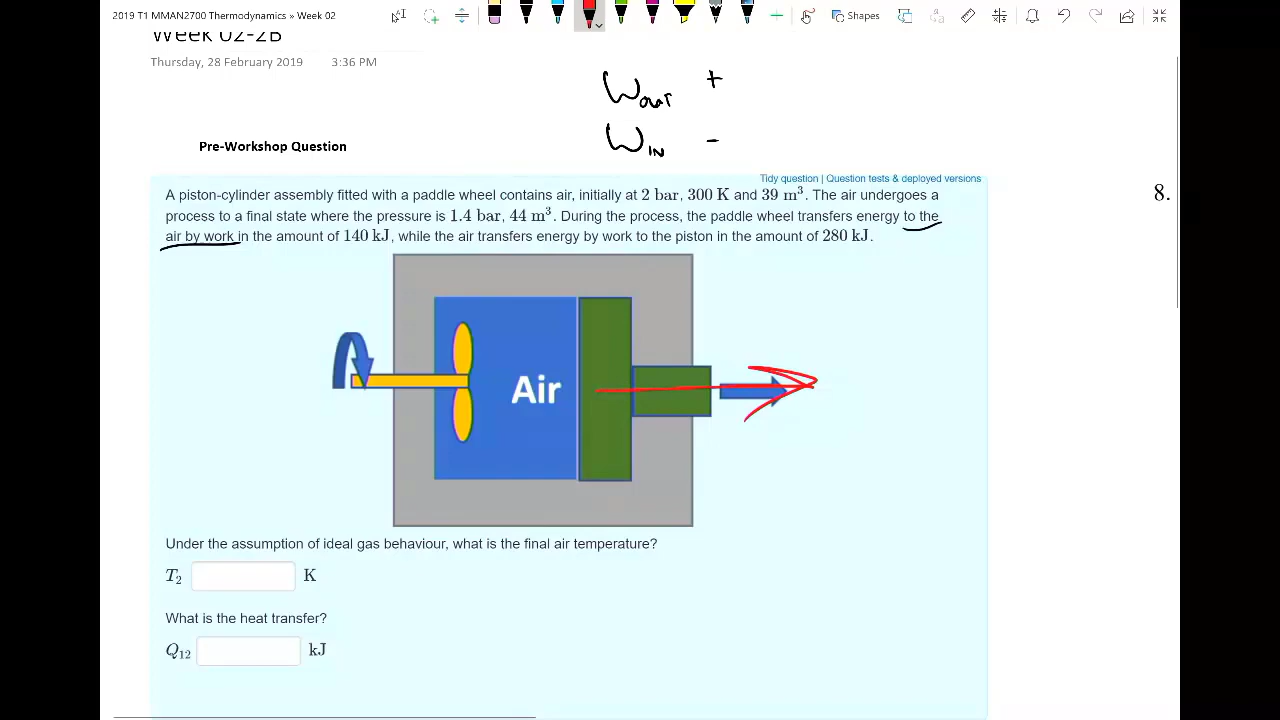 2019 T1 MMAN2700 Thermodynamics » Week 02
Shapes
Week 02-2B
Thursday, 28 February 2019 3:36 PM
W_OUT +
W_IN -
Pre-Workshop Question
Tidy question | Question tests & deployed versions
A piston-cylinder assembly fitted with a paddle wheel contains air, initially at 2 bar, 300 K and 39 m³. The air undergoes a
process to a final state where the pressure is 1.4 bar, 44 m³. During the process, the paddle wheel transfers energy to the
air by work in the amount of 140 kJ, while the air transfers energy by work to the piston in the amount of 280 kJ.
8.
Air
Under the assumption of ideal gas behaviour, what is the final air temperature?
T₂ K
What is the heat transfer?
Q₁₂ kJ